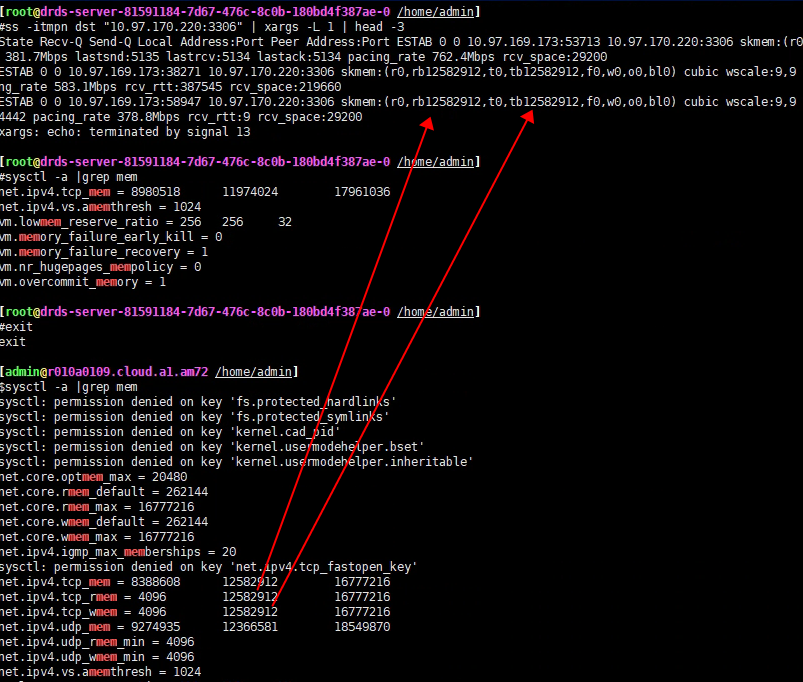 [root@drds-server-81591184-7d67-476c-8c0b-180bd4f387ae-0 /home/admin]
#ss -itmpn dst "10.97.170.220:3306" | xargs -L 1 | head -3
State Recv-Q Send-Q Local Address:Port Peer Address:Port ESTAB 0 0 10.97.169.173:53713 10.97.170.220:3306 skmem:(r0
 381.7Mbps lastsnd:5135 lastrcv:5134 lastack:5134 pacing_rate 762.4Mbps rcv_space:29200
ESTAB 0 0 10.97.169.173:38271 10.97.170.220:3306 skmem:(r0,rb12582912,t0,tb12582912,f0,w0,o0,bl0) cubic wscale:9,9
ng_rate 583.1Mbps rcv_rtt:387545 rcv_space:219660
ESTAB 0 0 10.97.169.173:58947 10.97.170.220:3306 skmem:(r0,rb12582912,t0,tb12582912,f0,w0,o0,bl0) cubic wscale:9,9
4442 pacing_rate 378.8Mbps rcv_rtt:9 rcv_space:29200
xargs: echo: terminated by signal 13
[root@drds-server-81591184-7d67-476c-8c0b-180bd4f387ae-0 /home/admin]
#sysctl -a |grep mem
net.ipv4.tcp_mem = 8980518 11974024 17961036
net.ipv4.vs.amemthresh = 1024
vm.lowmem_reserve_ratio = 256 256 32
vm.memory_failure_early_kill = 0
vm.memory_failure_recovery = 1
vm.nr_hugepages_mempolicy = 0
vm.overcommit_memory = 1
[root@drds-server-81591184-7d67-476c-8c0b-180bd4f387ae-0 /home/admin]
#exit
exit
[admin@r010a0109.cloud.a1.am72 /home/admin]
$sysctl -a |grep mem
sysctl: permission denied on key 'fs.protected_hardlinks'
sysctl: permission denied on key 'fs.protected_symlinks'
sysctl: permission denied on key 'kernel.cad_pid'
sysctl: permission denied on key 'kernel.usermodehelper.bset'
sysctl: permission denied on key 'kernel.usermodehelper.inheritable'
net.core.optmem_max = 20480
net.core.rmem_default = 262144
net.core.rmem_max = 16777216
net.core.wmem_default = 262144
net.core.wmem_max = 16777216
net.ipv4.igmp_max_memberships = 20
sysctl: permission denied on key 'net.ipv4.tcp_fastopen_key'
net.ipv4.tcp_mem = 8388608 12582912 16777216
net.ipv4.tcp_rmem = 4096 12582912 16777216
net.ipv4.tcp_wmem = 4096 12582912 16777216
net.ipv4.udp_mem = 9274935 12366581 18549870
net.ipv4.udp_rmem_min = 4096
net.ipv4.udp_wmem_min = 4096
net.ipv4.vs.amemthresh = 1024